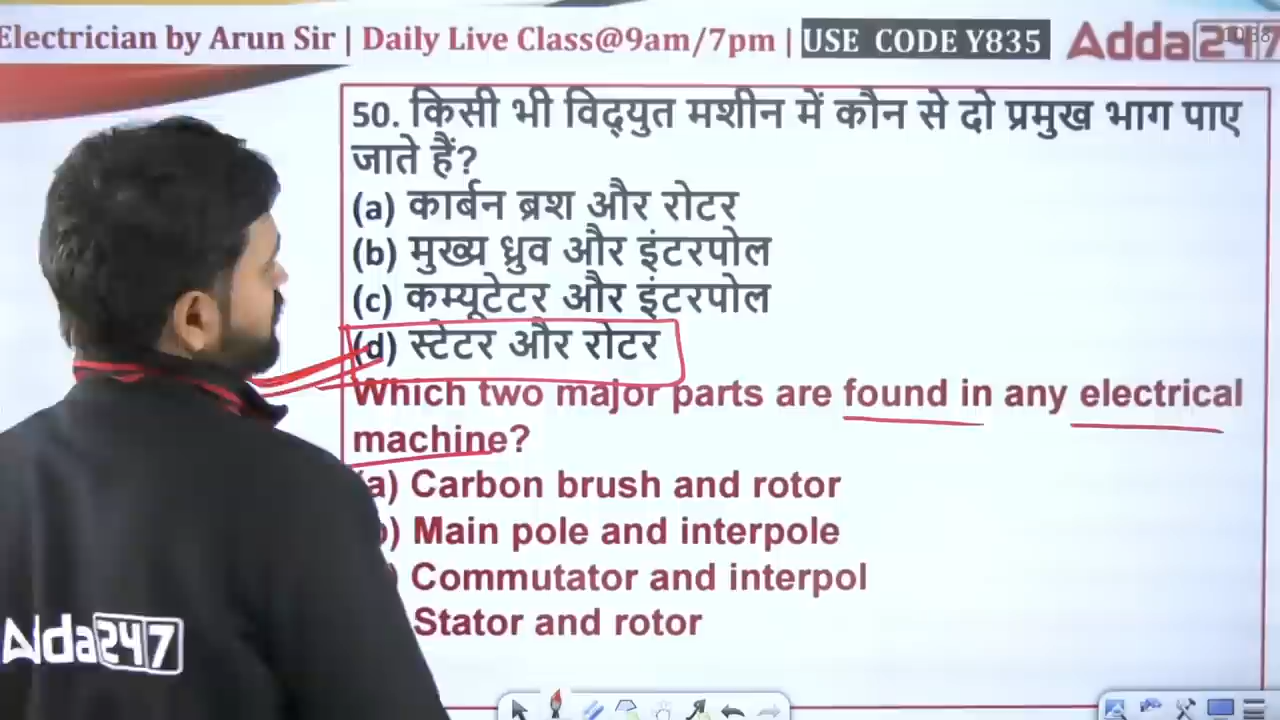 Electrician by Arun Sir | Daily Live Class@9am/7pm | USE CODE Y835 Adda247
50. किसी भी विद्युत मशीन में कौन से दो प्रमुख भाग पाए
जाते हैं?
(a) कार्बन ब्रश और रोटर
(b) मुख्य ध्रुव और इंटरपोल
(c) कम्यूटेटर और इंटरपोल
(d) स्टेटर और रोटर
Which two major parts are found in any electrical
machine?
a) Carbon brush and rotor
) Main pole and interpole
) Commutator and interpol
Stator and rotor
Adda247